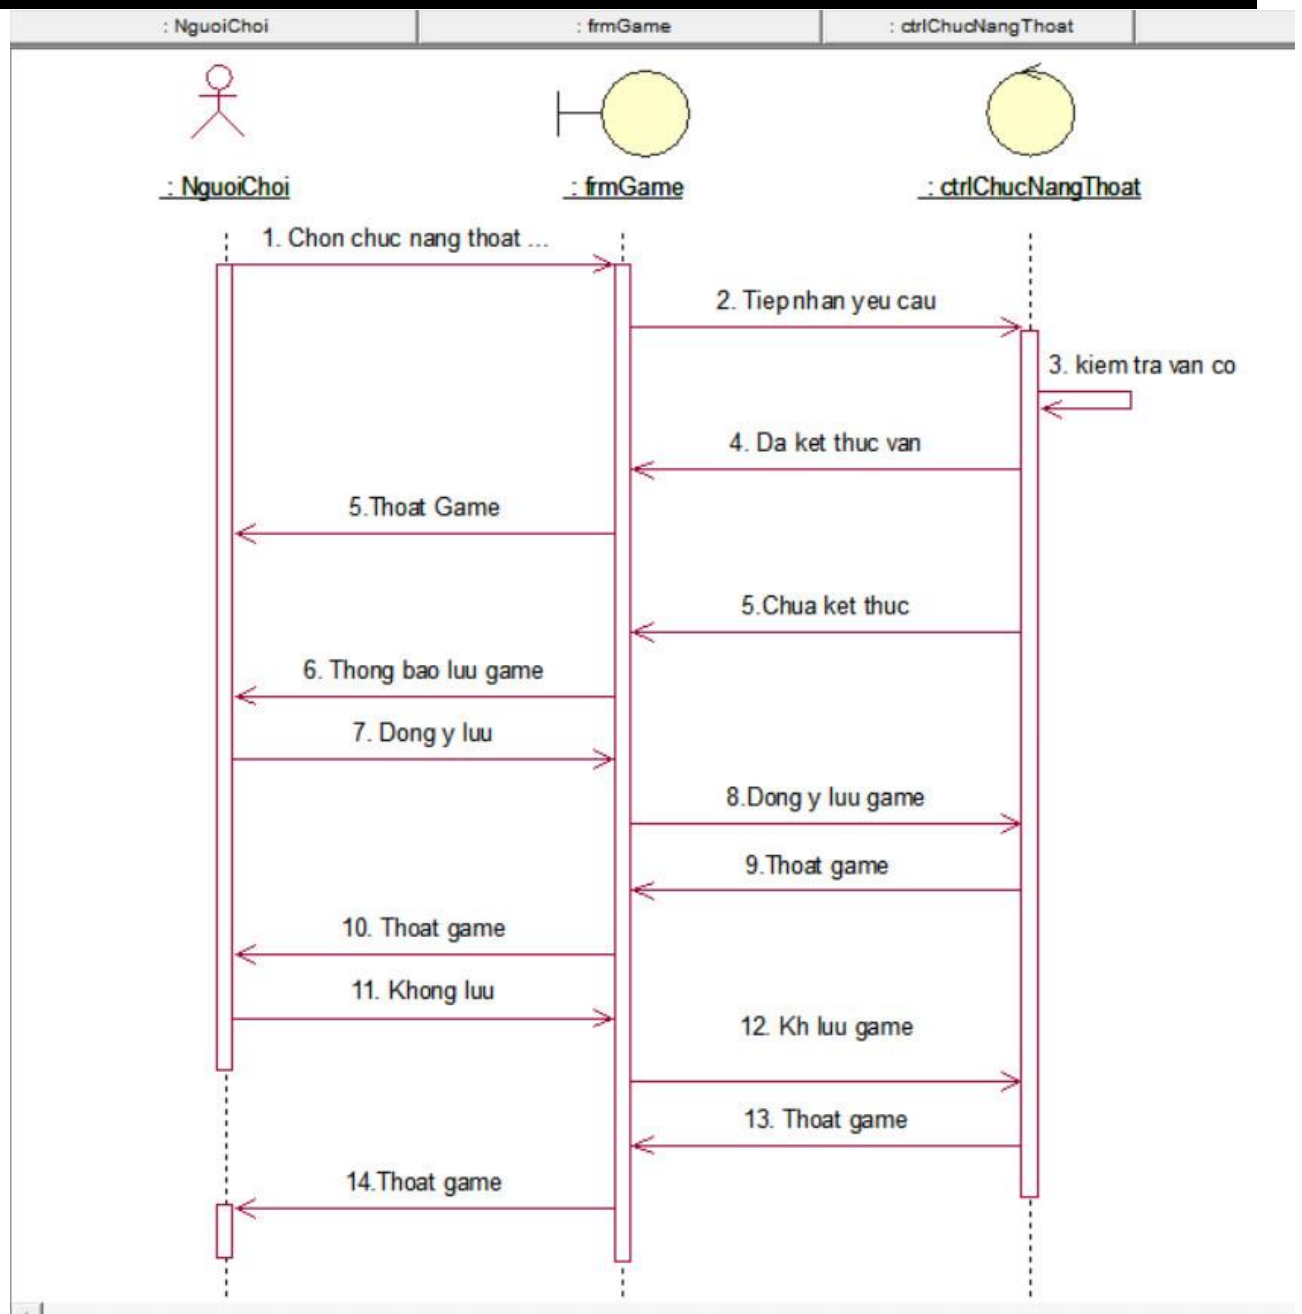 : NguoiChoi
: frmGame
: ctrlChucNangThoat
: NguoiChoi
: frmGame
: ctrlChucNangThoat
1. Chon chuc nang thoat ...
2. Tiep nhan yeu cau
3. kiem tra van co
4. Da ket thuc van
5.Thoat Game
5.Chua ket thuc
6. Thong bao luu game
7. Dong y luu
8.Dong y luu game
9.Thoat game
10. Thoat game
11. Khong luu
12. Kh luu game
13. Thoat game
14.Thoat game